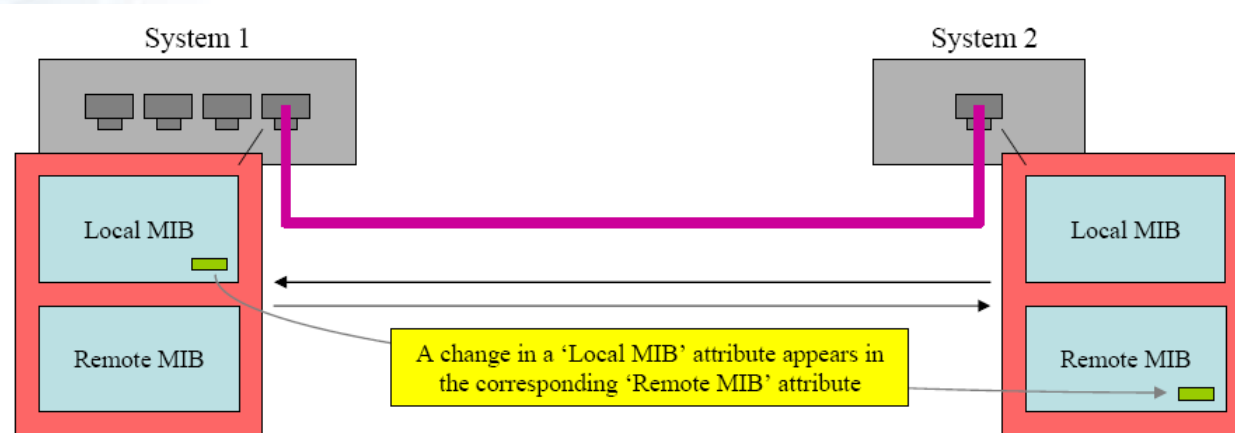 System 1
System 2
Local MIB
Local MIB
Remote MIB
A change in a ‘Local MIB’ attribute appears in
the corresponding ‘Remote MIB’ attribute
Remote MIB